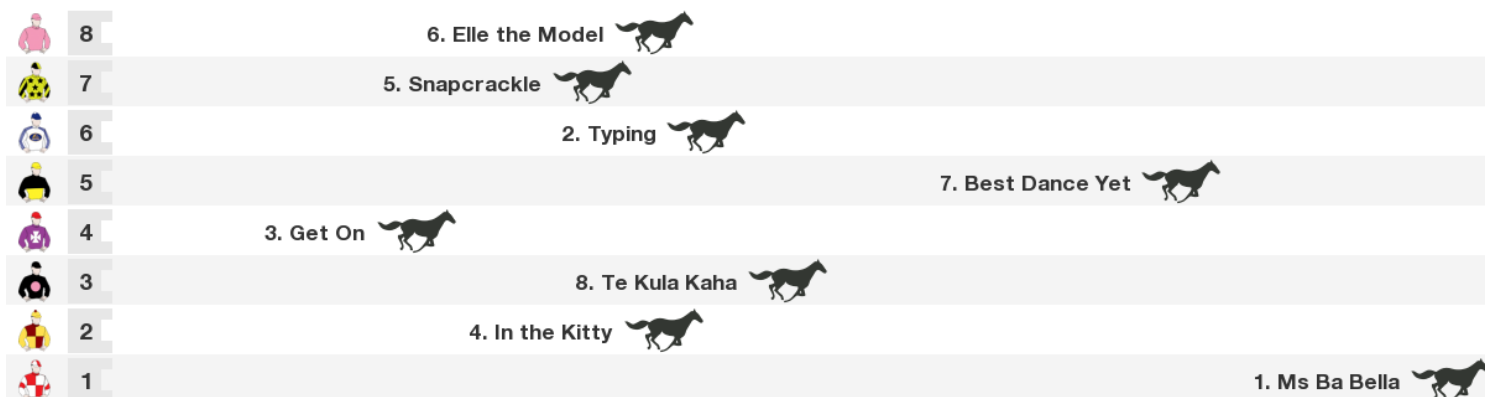 8 6. Elle the Model
7 5. Snapcrackle
6 2. Typing
5 7. Best Dance Yet
4 3. Get On
3 8. Te Kula Kaha
2 4. In the Kitty
1 1. Ms Ba Bella